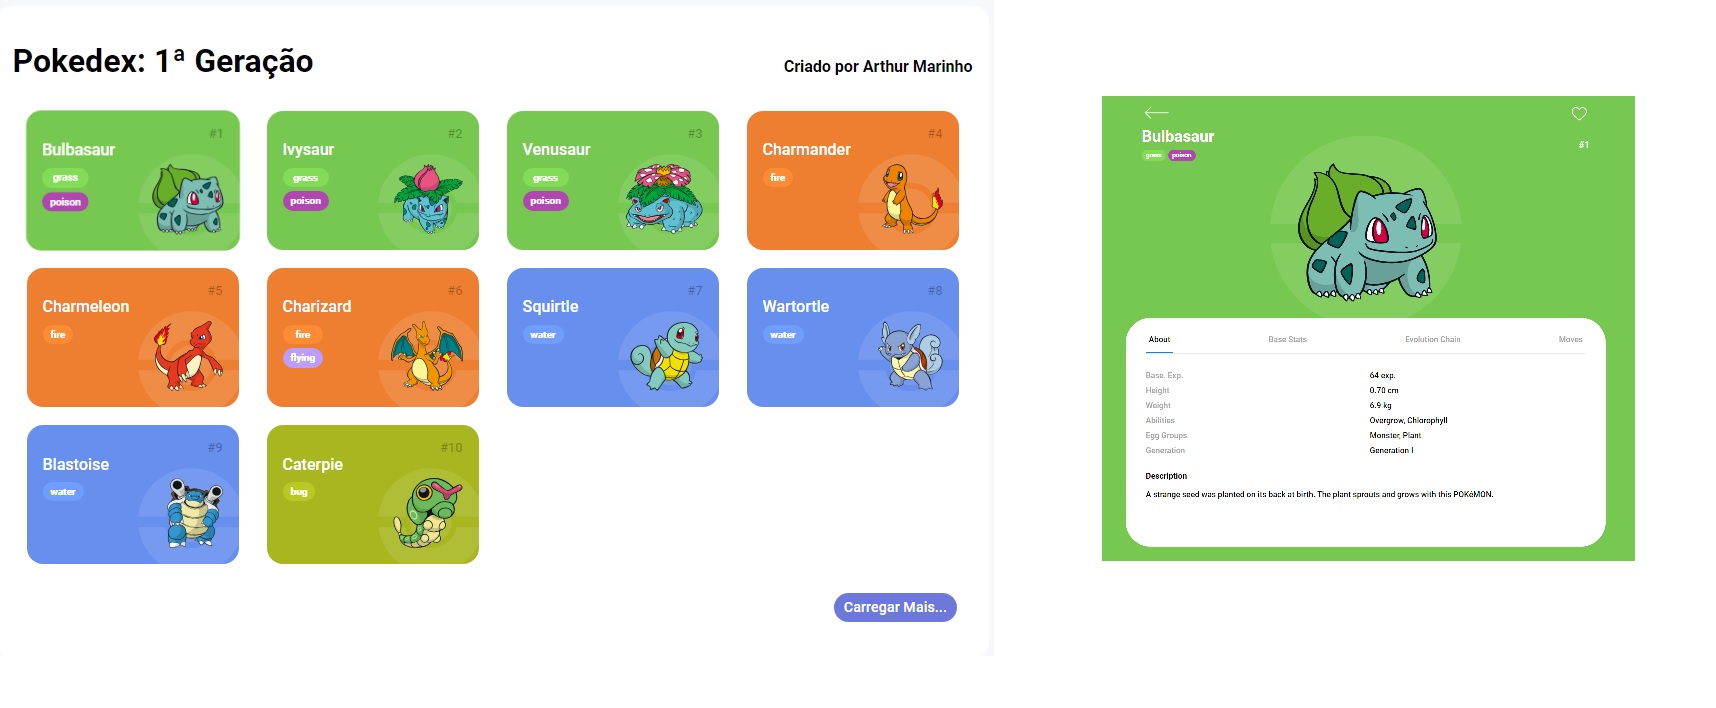 Pokedex: 1ª Geração
Criado por Arthur Marinho
#1
Bulbasaur
grass
poison
#2
Ivysaur
grass
poison
#3
Venusaur
grass
poison
#4
Charmander
fire
#5
Charmeleon
fire
#6
Charizard
fire
flying
#7
Squirtle
water
#8
Wartortle
water
#9
Blastoise
water
#10
Caterpie
bug
Carregar Mais...
Bulbasaur
#1
grass poison
About Base Stats Evolution Chain Moves
Base. Exp. 64 exp.
Height 0.70 cm
Weight 6.9 kg
Abilities Overgrow, Chlorophyll
Egg Groups Monster, Plant
Generation Generation I
Description
A strange seed was planted on its back at birth. The plant sprouts and grows with this POKéMON.